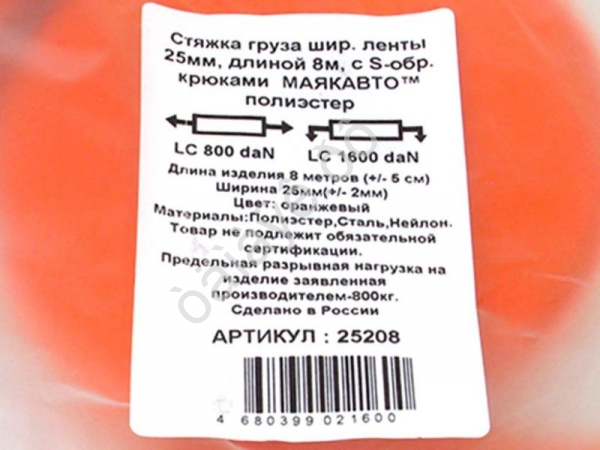 Стяжка груза шир. ленты
25мм, длиной 8м, с S-обр.
крюками МАЯКАВТО™
полиэстер
LC 800 daN LC 1600 daN
Длина изделия 8 метров (+/- 5 см)
Ширина 25мм(+/- 2мм)
Цвет: оранжевый
Материалы:Полиэстер,Сталь,Нейлон.
Товар не подлежит обязательной
сертификации.
Предельная разрывная нагрузка на
изделие заявленная
производителем-800кг.
Сделано в России
АРТИКУЛ : 25208
4 680399 021600